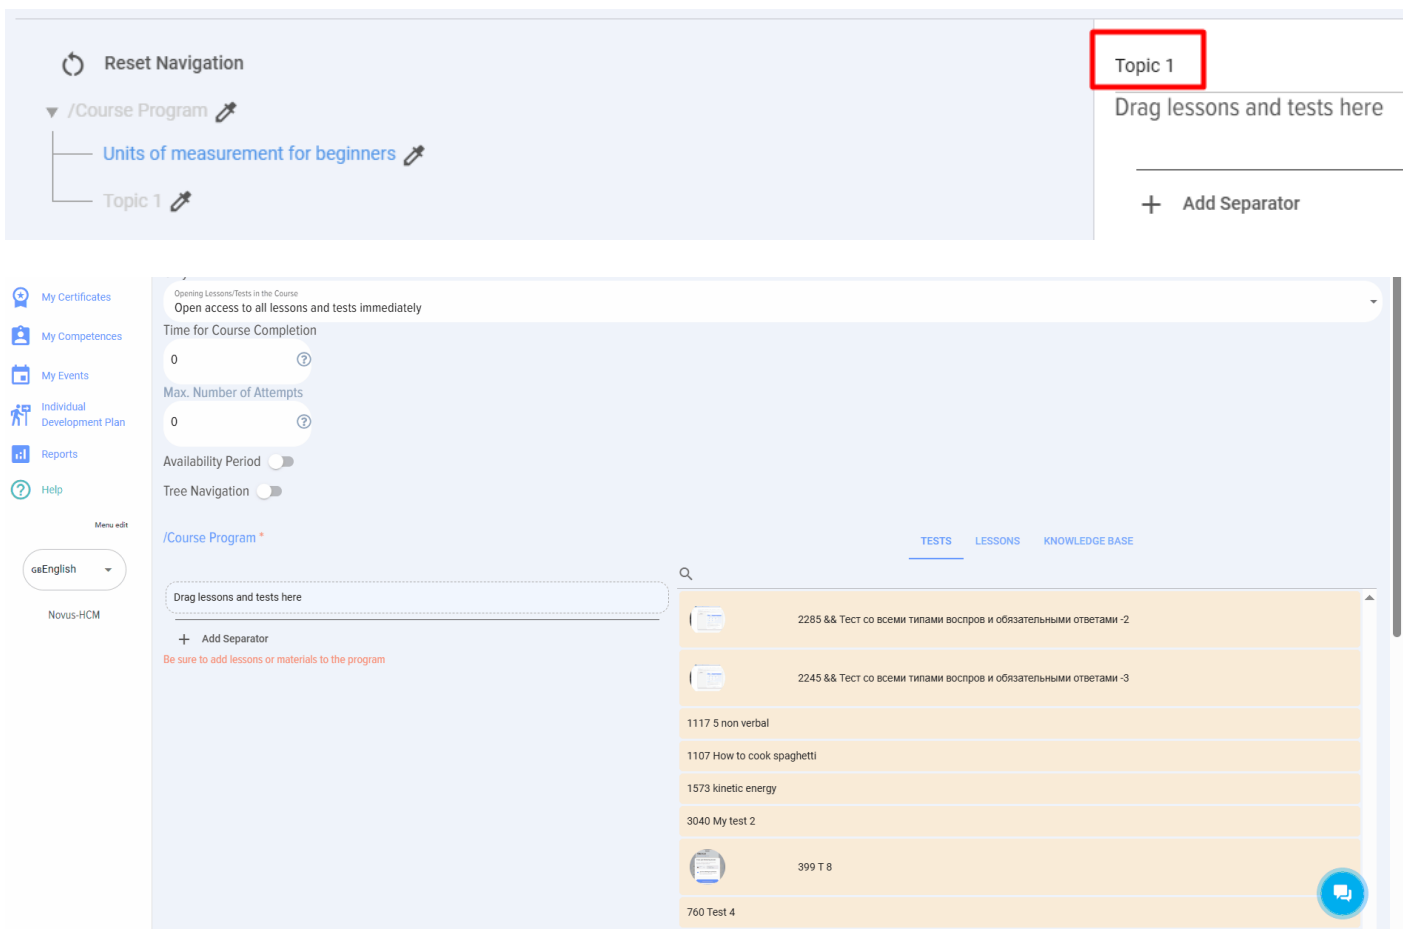 Reset Navigation
/Course Program
Units of measurement for beginners
Topic 1
Topic 1
Drag lessons and tests here
Add Separator
My Certificates
My Competences
My Events
Individual
Development Plan
Reports
Help
Menu edit
GBEnglish
Novus-HCM
Opening Lessons/Tests in the Course
Open access to all lessons and tests immediately
Time for Course Completion
0
Max. Number of Attempts
0
Availability Period
Tree Navigation
/Course Program *
Drag lessons and tests here
Add Separator
Be sure to add lessons or materials to the program
TESTS LESSONS KNOWLEDGE BASE
2285 && Тест со всеми типами воспров и обязательными ответами -2
2245 && Тест со всеми типами воспров и обязательными ответами -3
1117 5 non verbal
1107 How to cook spaghetti
1573 kinetic energy
3040 My test 2
399 T 8
760 Test 4